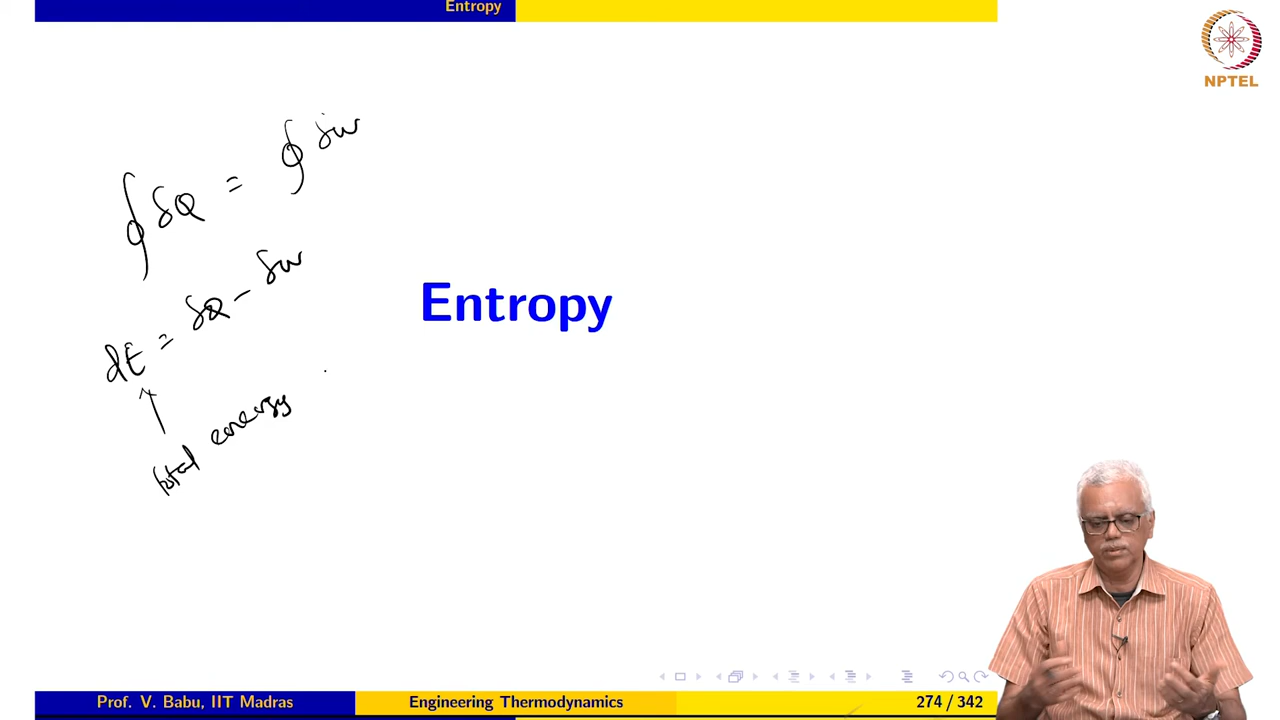 Entropy
NPTEL
∮ δQ = ∮ δW
dE = δQ - δW
total energy
Entropy
Prof. V. Babu, IIT Madras
Engineering Thermodynamics
274 / 342